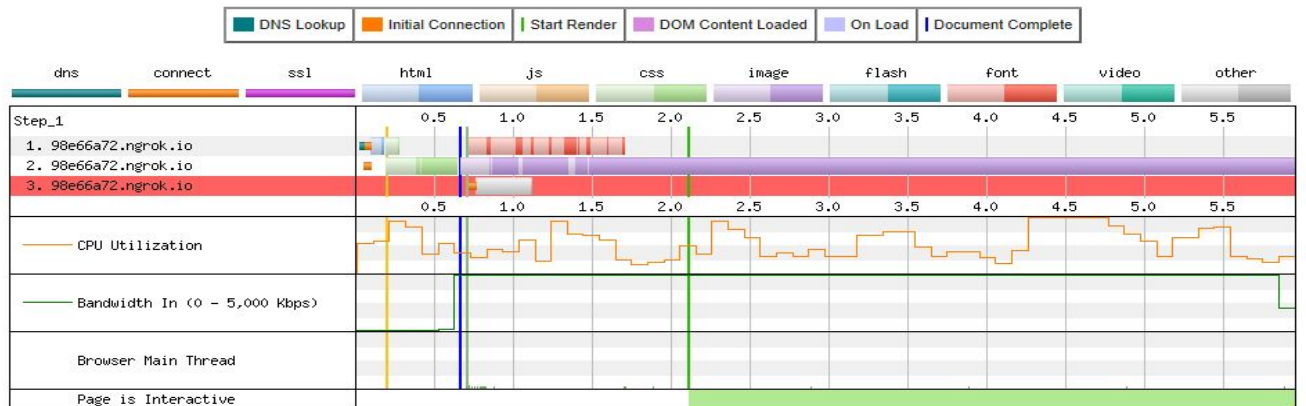 DNS Lookup Initial Connection Start Render DOM Content Loaded On Load Document Complete
dns connect ssl html js css image flash font video other
Step_1 0.5 1.0 1.5 2.0 2.5 3.0 3.5 4.0 4.5 5.0 5.5
1. 98e66a72.ngrok.io
2. 98e66a72.ngrok.io
3. 98e66a72.ngrok.io
0.5 1.0 1.5 2.0 2.5 3.0 3.5 4.0 4.5 5.0 5.5
CPU Utilization
Bandwidth In (0 - 5,000 Kbps)
Browser Main Thread
Page is Interactive